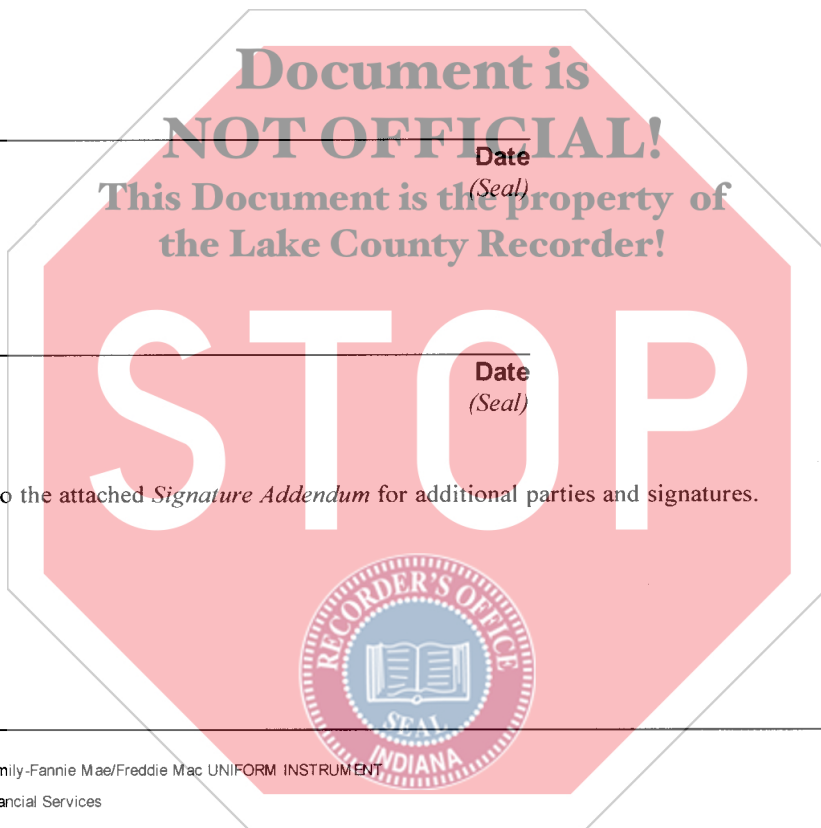 Document is
NOT OFFICIAL!
Date
(Seal)
This Document is the property of
the Lake County Recorder!
STOP
Date
(Seal)
o the attached Signature Addendum for additional parties and signatures.
RECORDER'S OFFICE
SEAL
INDIANA
mily-Fannie Mae/Freddie Mac UNIFORM INSTRUMENT
ancial Services